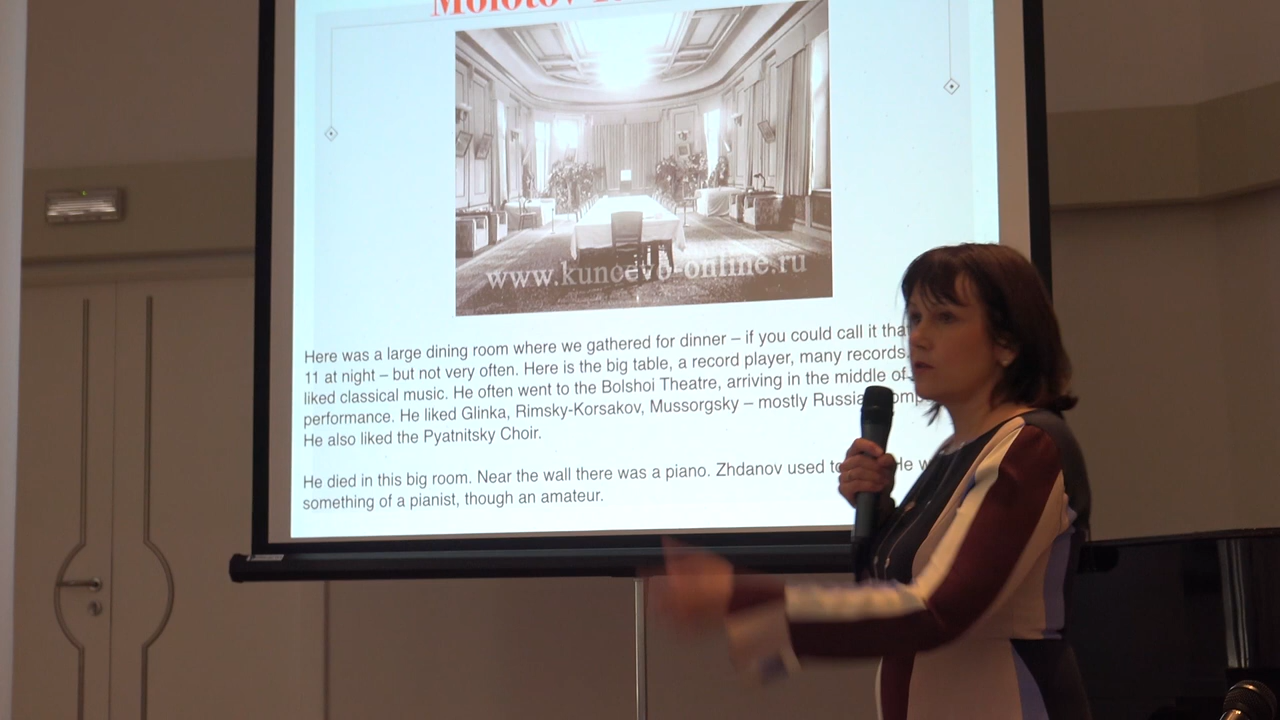 Molotov
www.kuncevo-online.ru
Here was a large dining room where we gathered for dinner – if you could call it that
11 at night – but not very often. Here is the big table, a record player, many records.
liked classical music. He often went to the Bolshoi Theatre, arriving in the middle of
performance. He liked Glinka, Rimsky-Korsakov, Mussorgsky – mostly Russian
He also liked the Pyatnitsky Choir.
He died in this big room. Near the wall there was a piano. Zhdanov used to He
something of a pianist, though an amateur.